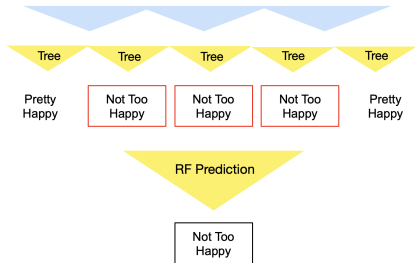 Tree Tree Tree Tree Tree
Pretty Happy
Not Too Happy
Not Too Happy
Not Too Happy
Pretty Happy
RF Prediction
Not Too
Happy